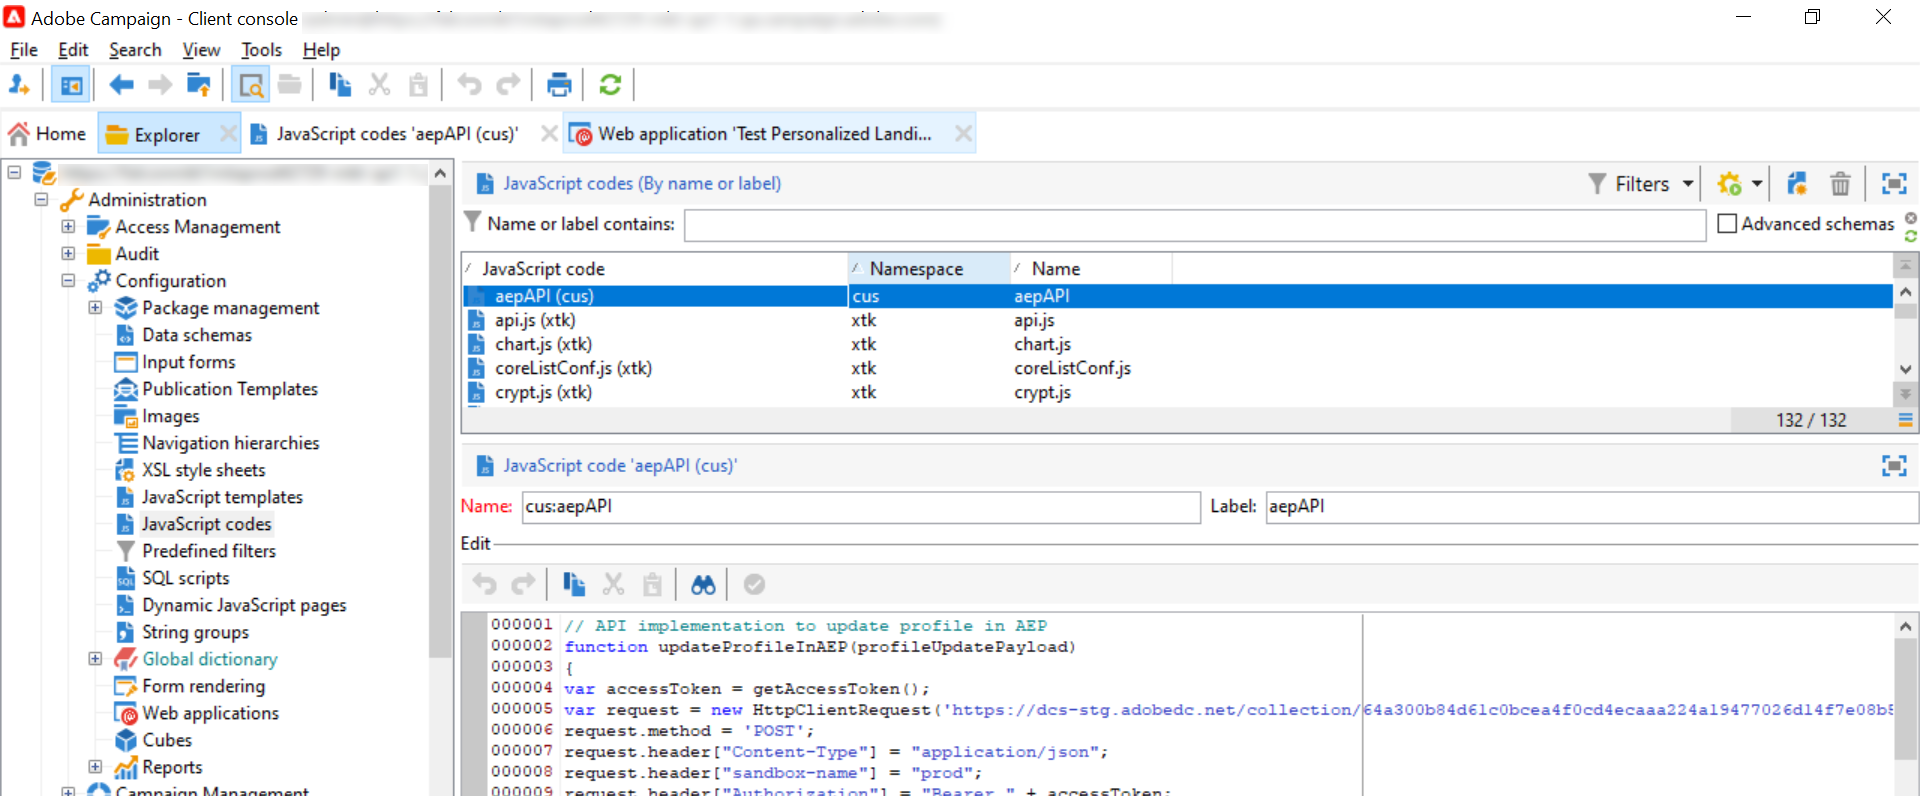 Adobe Campaign - Client console
File Edit Search View Tools Help
Home Explorer JavaScript codes 'aepAPI (cus)' Web application 'Test Personalized Landi...
Administration
Access Management
Audit
Configuration
Package management
Data schemas
Input forms
Publication Templates
Images
Navigation hierarchies
XSL style sheets
JavaScript templates
JavaScript codes
Predefined filters
SQL scripts
Dynamic JavaScript pages
String groups
Global dictionary
Form rendering
Web applications
Cubes
Reports
Campaign Management
JavaScript codes (By name or label) Filters
Name or label contains: Advanced schemas
JavaScript code Namespace Name
aepAPI (cus) cus aepAPI
api.js (xtk) xtk api.js
chart.js (xtk) xtk chart.js
coreListConf.js (xtk) xtk coreListConf.js
crypt.js (xtk) xtk crypt.js
132 / 132
JavaScript code 'aepAPI (cus)'
Name: cus:aepAPI Label: aepAPI
Edit
000001 // API implementation to update profile in AEP
000002 function updateProfileInAEP(profileUpdatePayload)
000003 {
000004 var accessToken = getAccessToken();
000005 var request = new HttpClientRequest('https://dcs-stg.adobedc.net/collection/64a300b84d61c0bcea4f0cd4ecaaa224a19477026d14f7e08b5
000006 request.method = 'POST';
000007 request.header["Content-Type"] = "application/json";
000008 request.header["sandbox-name"] = "prod";
000009 request.header["Authorization"] = "Bearer " + accessToken;